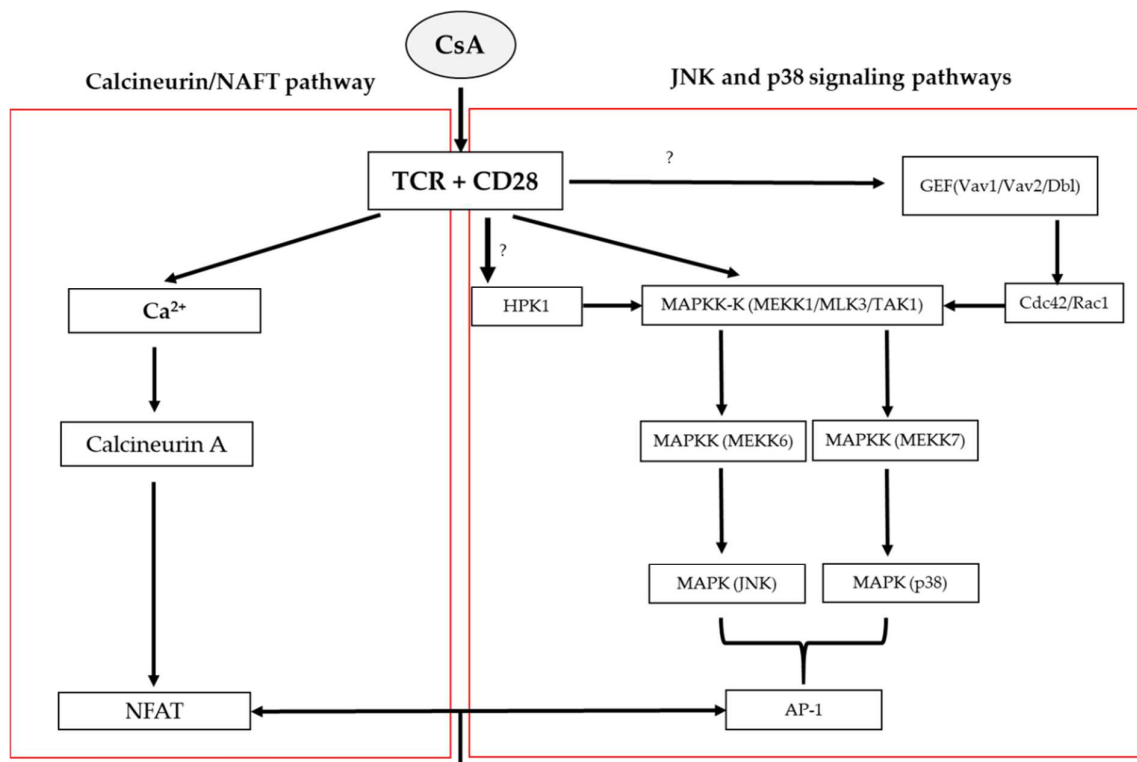 CsA
Calcineurin/NAFT pathway
JNK and p38 signaling pathways
TCR + CD28
?
GEF(Vav1/Vav2/Dbl)
?
Ca²⁺
HPK1
MAPKK-K (MEKK1/MLK3/TAK1)
Cdc42/Rac1
Calcineurin A
MAPKK (MEKK6)
MAPKK (MEKK7)
MAPK (JNK)
MAPK (p38)
NFAT
AP-1